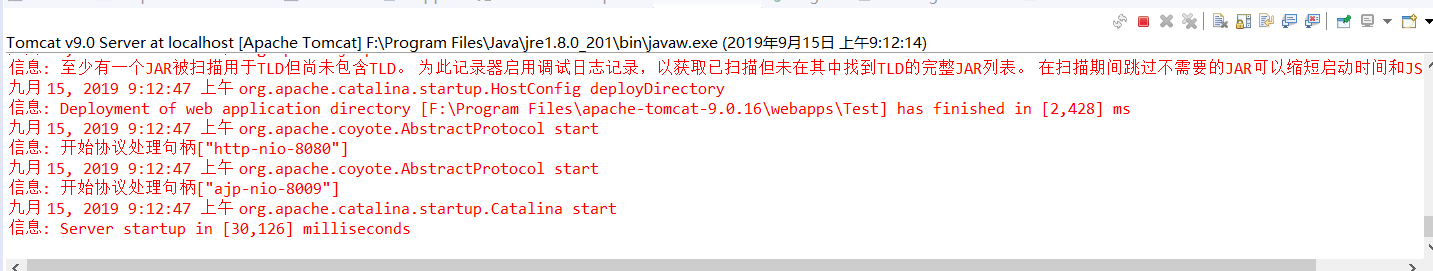 Tomcat v9.0 Server at localhost [Apache Tomcat] F:\Program Files\Java\jre1.8.0_201\bin\javaw.exe (2019年9月15日 上午9:12:14)
信息: 至少有一个JAR被扫描用于TLD但尚未包含TLD。 为此记录器启用调试日志记录，以获取已扫描但未在其中找到TLD的完整JAR列表。 在扫描期间跳过不需要的JAR可以缩短启动时间和JS
九月 15, 2019 9:12:47 上午 org.apache.catalina.startup.HostConfig deployDirectory
信息: Deployment of web application directory [F:\Program Files\apache-tomcat-9.0.16\webapps\Test] has finished in [2,428] ms
九月 15, 2019 9:12:47 上午 org.apache.coyote.AbstractProtocol start
信息: 开始协议处理句柄["http-nio-8080"]
九月 15, 2019 9:12:47 上午 org.apache.coyote.AbstractProtocol start
信息: 开始协议处理句柄["ajp-nio-8009"]
九月 15, 2019 9:12:47 上午 org.apache.catalina.startup.Catalina start
信息: Server startup in [30,126] milliseconds